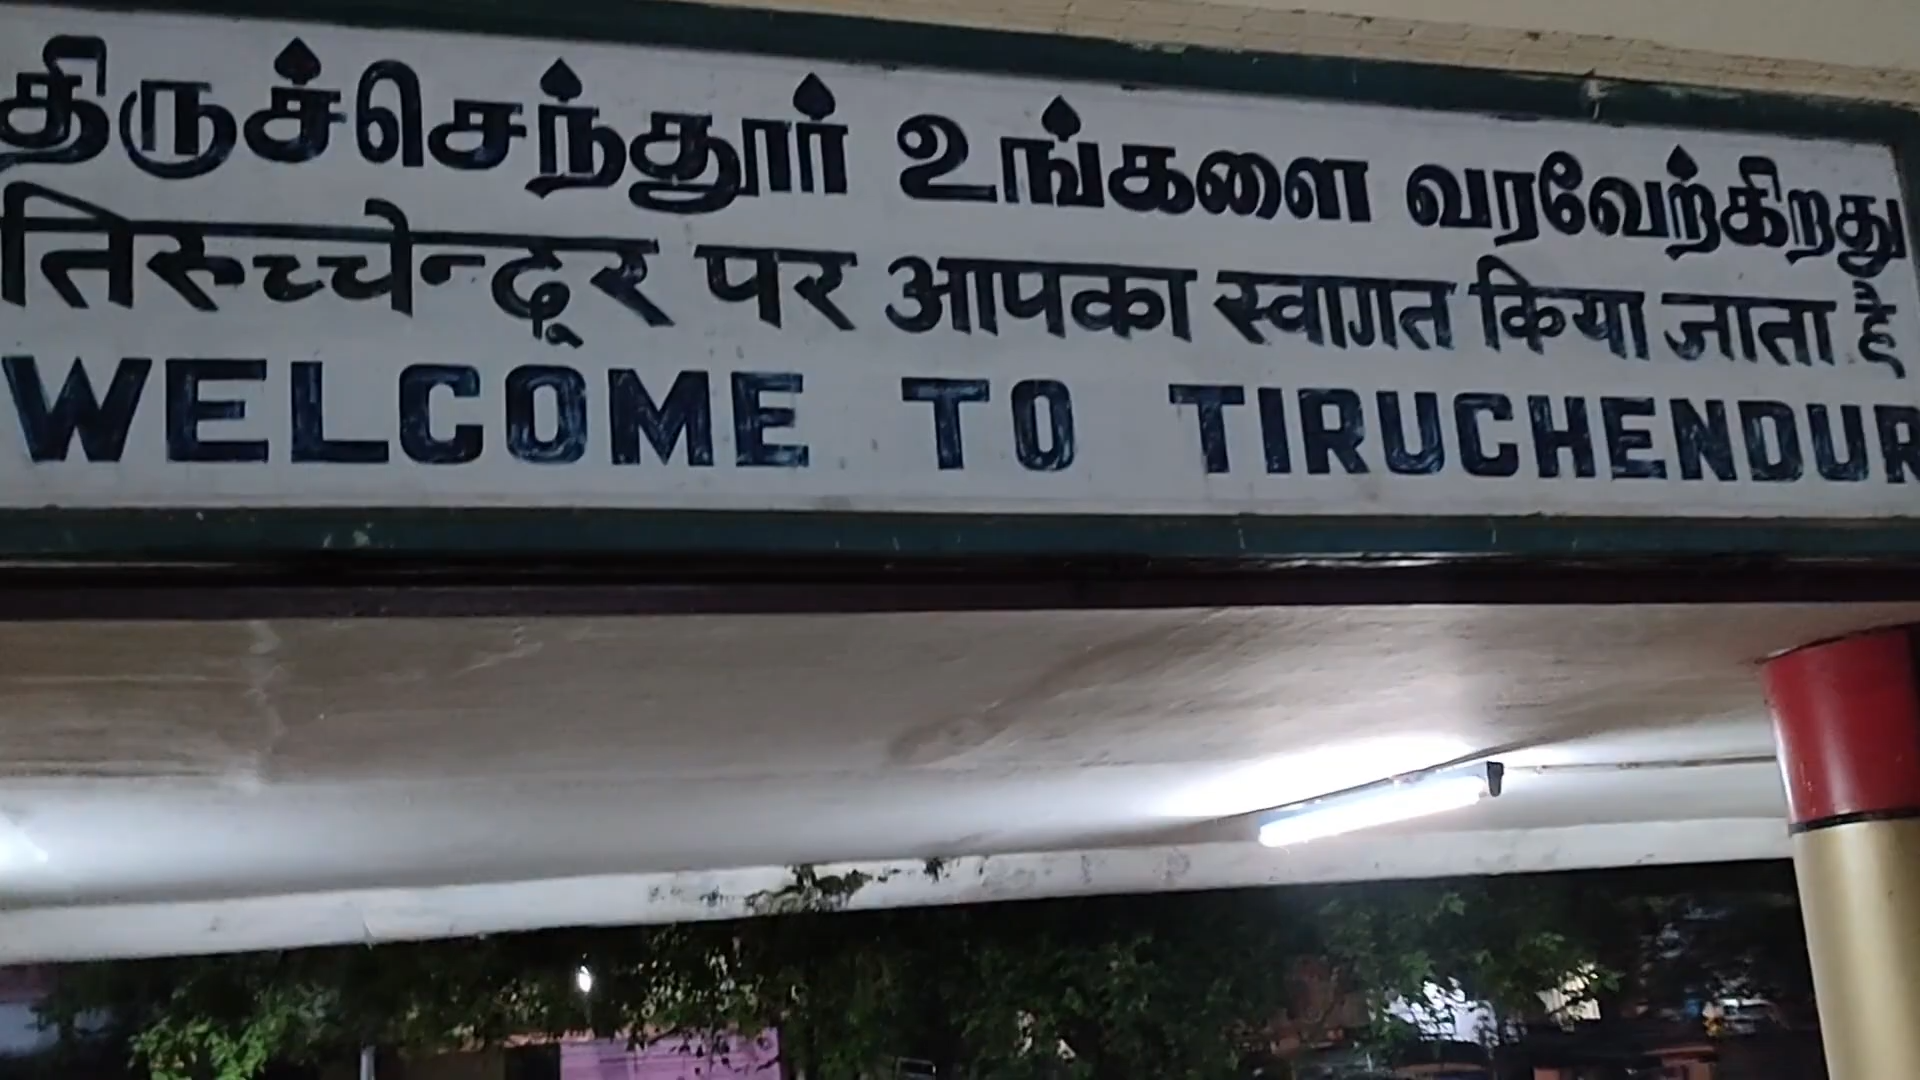 திருச்செந்தூர் உங்களை வரவேற்கிறது
तिरुच्चेन्दूर पर आपका स्वागत किया जाता है
WELCOME TO TIRUCHENDUR